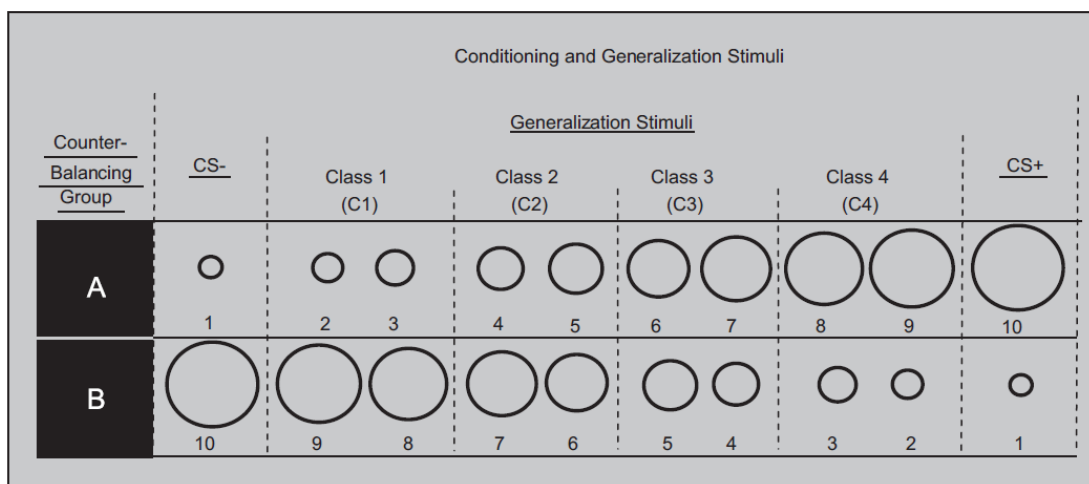 Conditioning and Generalization Stimuli
Generalization Stimuli
Counter-
Balancing
Group
CS-
Class 1
(C1)
Class 2
(C2)
Class 3
(C3)
Class 4
(C4)
CS+
A
1 2 3 4 5 6 7 8 9 10
B
10 9 8 7 6 5 4 3 2 1